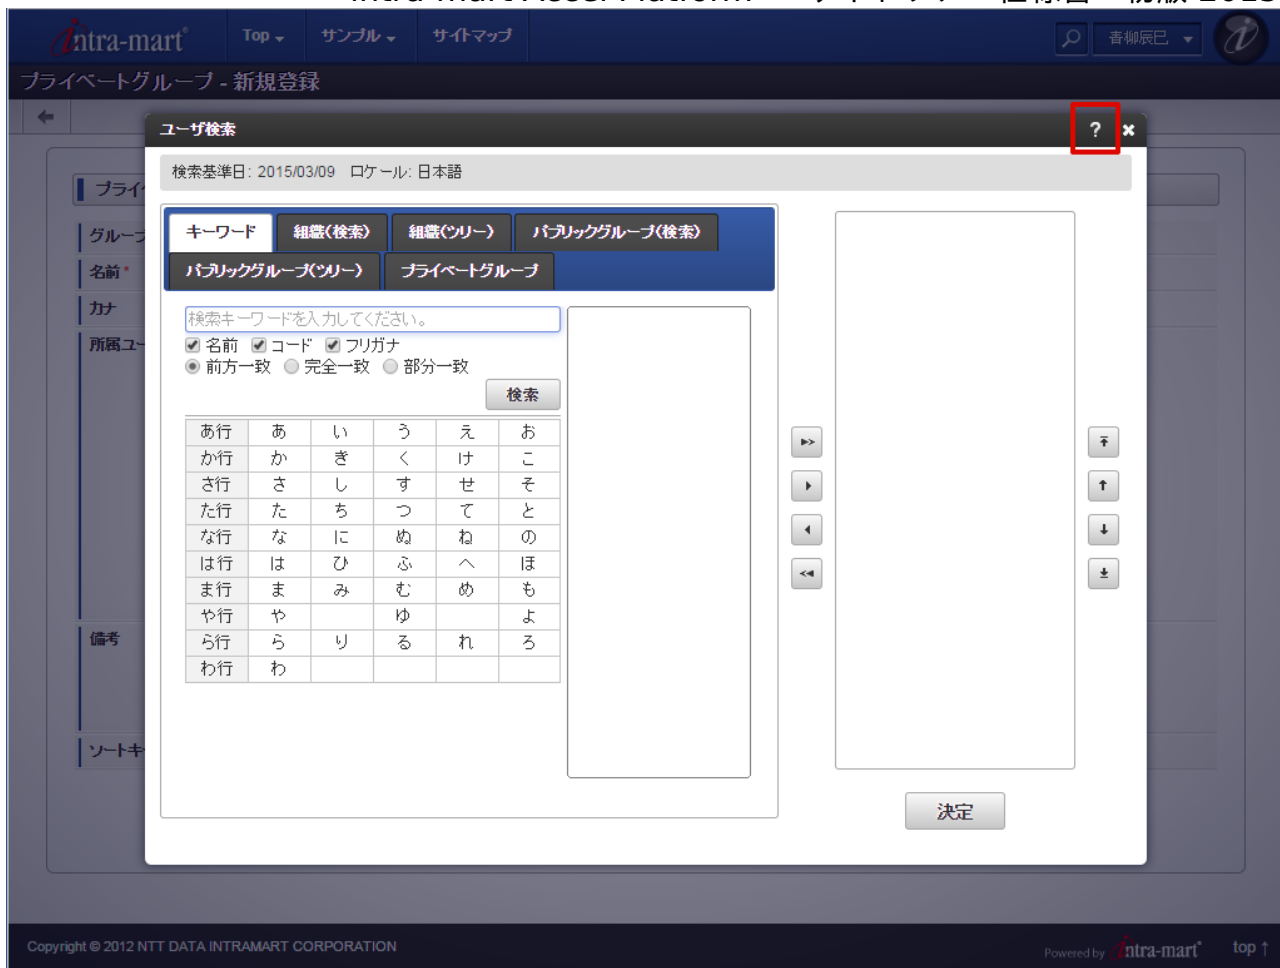 intra-mart
Top サンプル サイトマップ
青柳辰巳
プライベートグループ - 新規登録
ユーザ検索
?
検索基準日: 2015/03/09 ロケール: 日本語
プライ
グループ
名前*
カナ
所属ユー
備考
ソートキ
キーワード 組織(検索) 組織(ツリー) パブリックグループ(検索)
パブリックグループ(ツリー) プライベートグループ
検索キーワードを入力してください。
名前 コード フリガナ
前方一致 完全一致 部分一致
検索
あ行 あ い う え お
か行 か き く け こ
さ行 さ し す せ そ
た行 た ち つ て と
な行 な に ぬ ね の
は行 は ひ ふ へ ほ
ま行 ま み む め も
や行 や ゆ よ
ら行 ら り る れ ろ
わ行 わ
決定
Copyright © 2012 NTT DATA INTRAMART CORPORATION
Powered by intra-mart top ↑